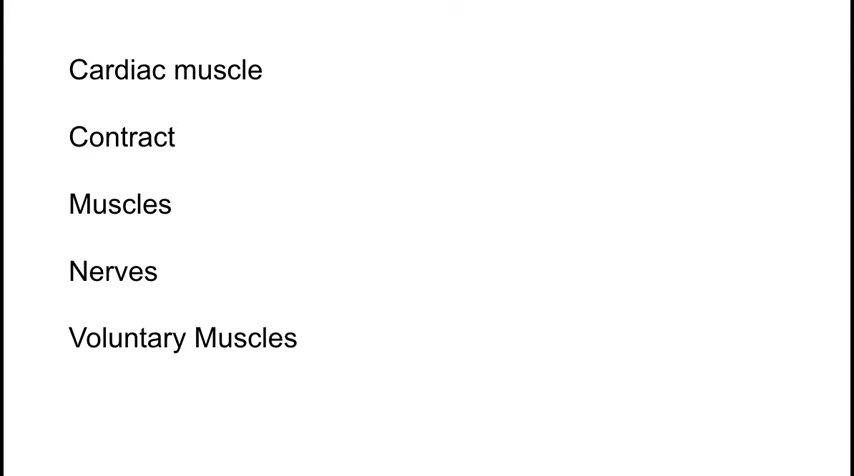 Cardiac muscle
Contract
Muscles
Nerves
Voluntary Muscles